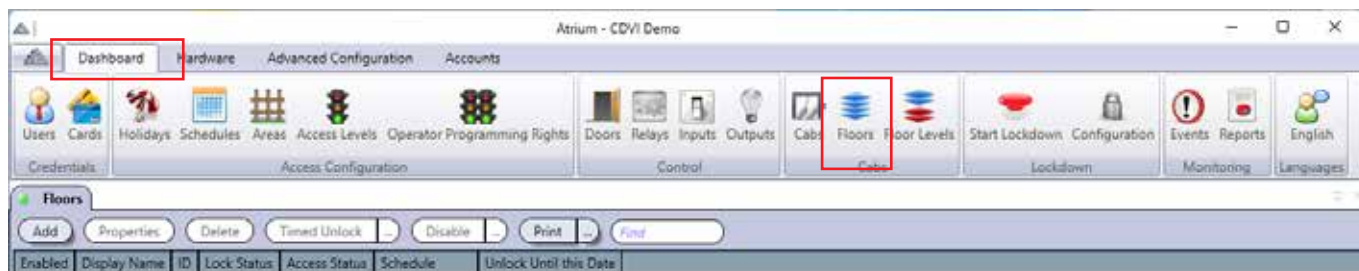 Atrium - CDVI Demo
Dashboard Hardware Advanced Configuration Accounts
Users Cards Holidays Schedules Areas Access Levels Operator Programming Rights Doors Relays Inputs Outputs Cabs Floors Floor Levels Start Lockdown Configuration Events Reports English
Credentials Access Configuration Control Cabs Lockdown Monitoring Languages
Floors
Add Properties Delete Timed Unlock ... Disable ... Print ... Find
Enabled Display Name ID Lock Status Access Status Schedule Unlock Until this Date